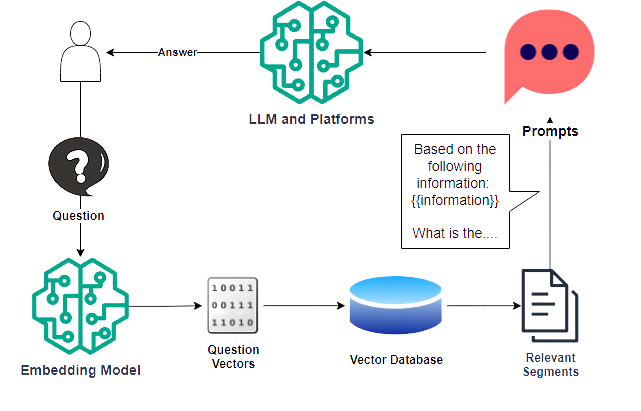 Answer
LLM and Platforms
Prompts
Based on the
following
information:
{{information}}
What is the....
Question
10011
00111
11010
Embedding Model
Question
Vectors
Vector Database
Relevant
Segments